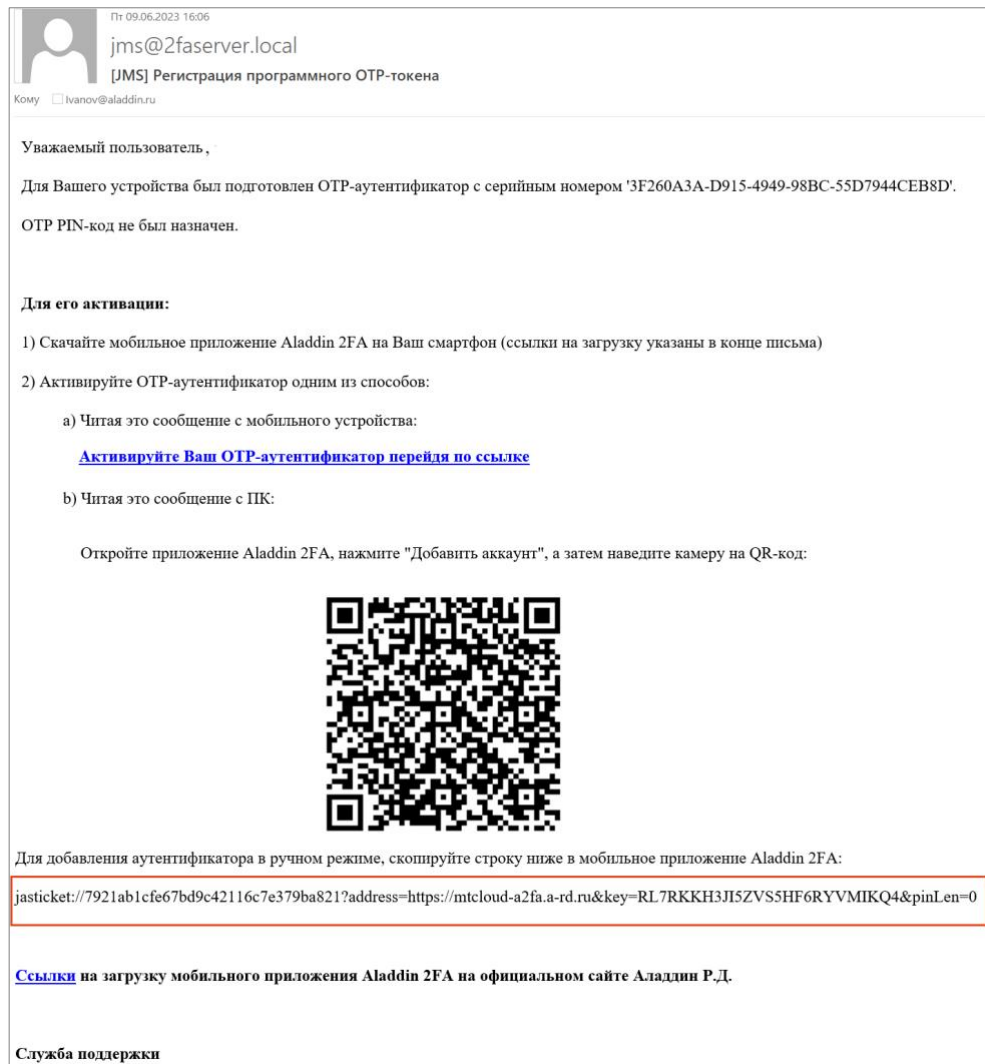 Пт 09.06.2023 16:06
jms@2faserver.local
[JMS] Регистрация программного OTP-токена
Кому Ivanov@aladdin.ru
Уважаемый пользователь,
Для Вашего устройства был подготовлен OTP-аутентификатор с серийным номером '3F260A3A-D915-4949-98BC-55D7944CEB8D'.
OTP PIN-код не был назначен.
Для его активации:
1) Скачайте мобильное приложение Aladdin 2FA на Ваш смартфон (ссылки на загрузку указаны в конце письма)
2) Активируйте OTP-аутентификатор одним из способов:
a) Читая это сообщение с мобильного устройства:
Активируйте Ваш OTP-аутентификатор перейдя по ссылке
b) Читая это сообщение с ПК:
Откройте приложение Aladdin 2FA, нажмите "Добавить аккаунт", а затем наведите камеру на QR-код:
Для добавления аутентификатора в ручном режиме, скопируйте строку ниже в мобильное приложение Aladdin 2FA:
jasticket://7921ab1cfe67bd9c42116c7e379ba821?address=https://mtcloud-a2fa.a-rd.ru&key=RL7RKKH3JI5ZVS5HF6RYVMIKQ4&pinLen=0
Ссылки на загрузку мобильного приложения Aladdin 2FA на официальном сайте Аладдин Р.Д.
Служба поддержки